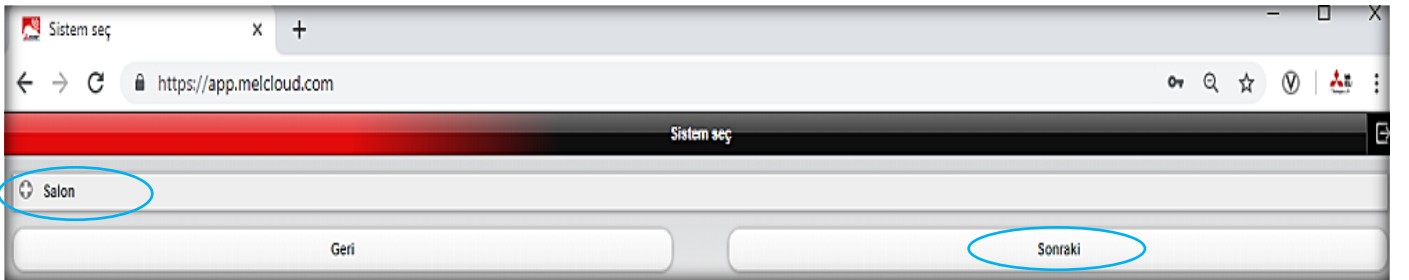 Sistem seç
https://app.melcloud.com
Sistem seç
Salon
Geri Sonraki